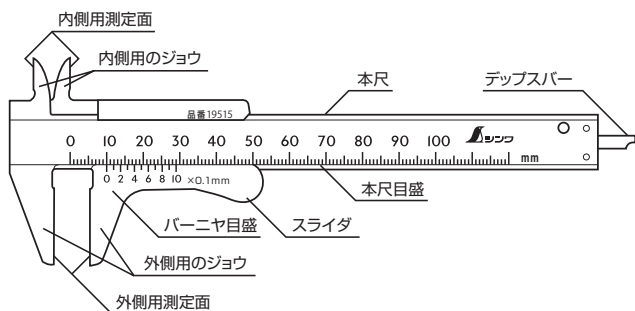 内側用測定面
内側用のジョウ
本尺
デップスバー
品番19515
0 10 20 30 40 50 60 70 80 90 100
シンワ
mm
0 2 4 6 8 10 ×0.1mm
本尺目盛
バーニヤ目盛
スライダ
外側用のジョウ
外側用測定面